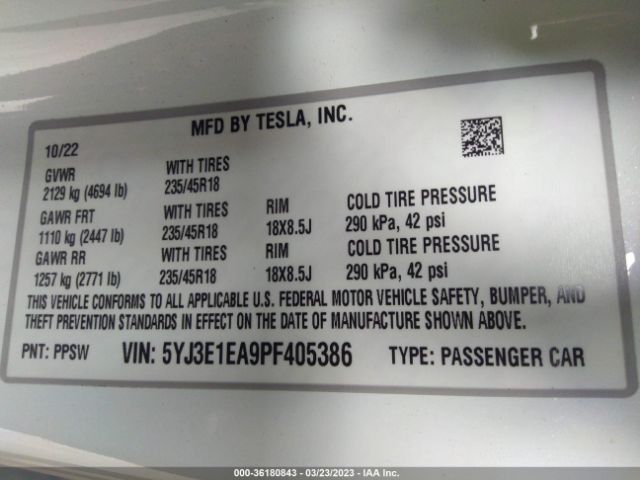 MFD BY TESLA, INC.
10/22
GVWR WITH TIRES
2129 kg (4694 lb) 235/45R18
GAWR FRT WITH TIRES RIM COLD TIRE PRESSURE
1110 kg (2447 lb) 235/45R18 18X8.5J 290 kPa, 42 psi
GAWR RR WITH TIRES RIM COLD TIRE PRESSURE
1257 kg (2771 lb) 235/45R18 18X8.5J 290 kPa, 42 psi
THIS VEHICLE CONFORMS TO ALL APPLICABLE U.S. FEDERAL MOTOR VEHICLE SAFETY, BUMPER, AND
THEFT PREVENTION STANDARDS IN EFFECT ON THE DATE OF MANUFACTURE SHOWN ABOVE.
PNT: PPSW VIN: 5YJ3E1EA9PF405386 TYPE: PASSENGER CAR
000-36180843 - 03/23/2023 - IAA Inc.